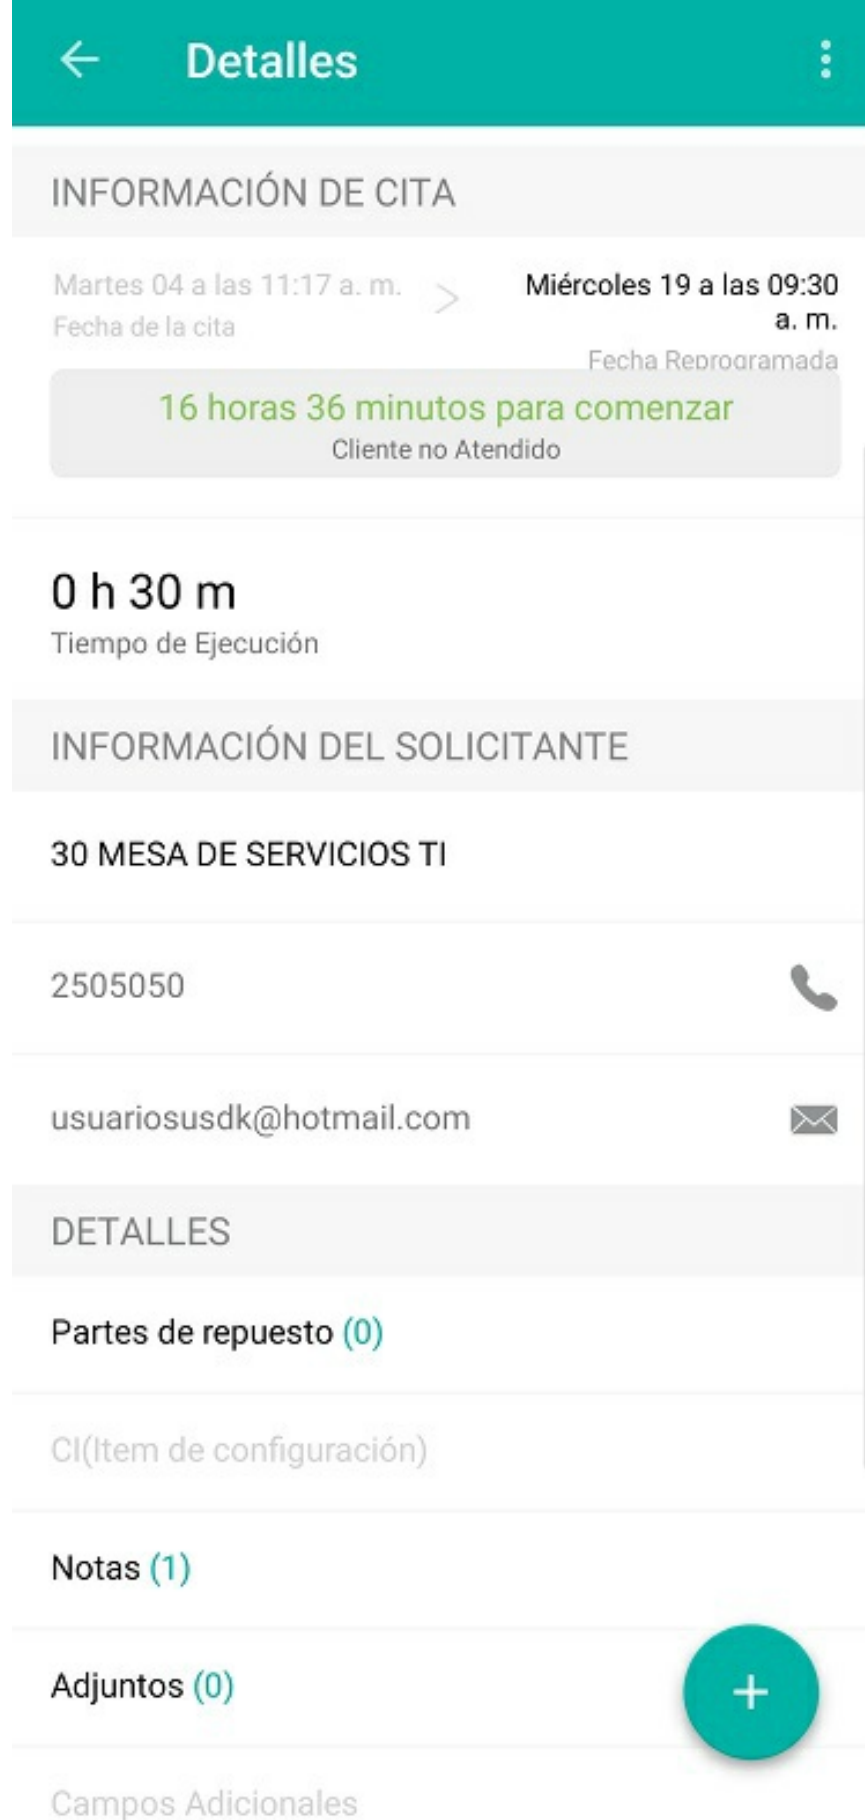 Detalles
INFORMACIÓN DE CITA
Martes 04 a las 11:17 a. m.
Fecha de la cita
>
Miércoles 19 a las 09:30
a. m.
Fecha Reprogramada
16 horas 36 minutos para comenzar
Cliente no Atendido
0 h 30 m
Tiempo de Ejecución
INFORMACIÓN DEL SOLICITANTE
30 MESA DE SERVICIOS TI
2505050
usuariosusdk@hotmail.com
DETALLES
Partes de repuesto (0)
CI(Item de configuración)
Notas (1)
Adjuntos (0)
+
Campos Adicionales